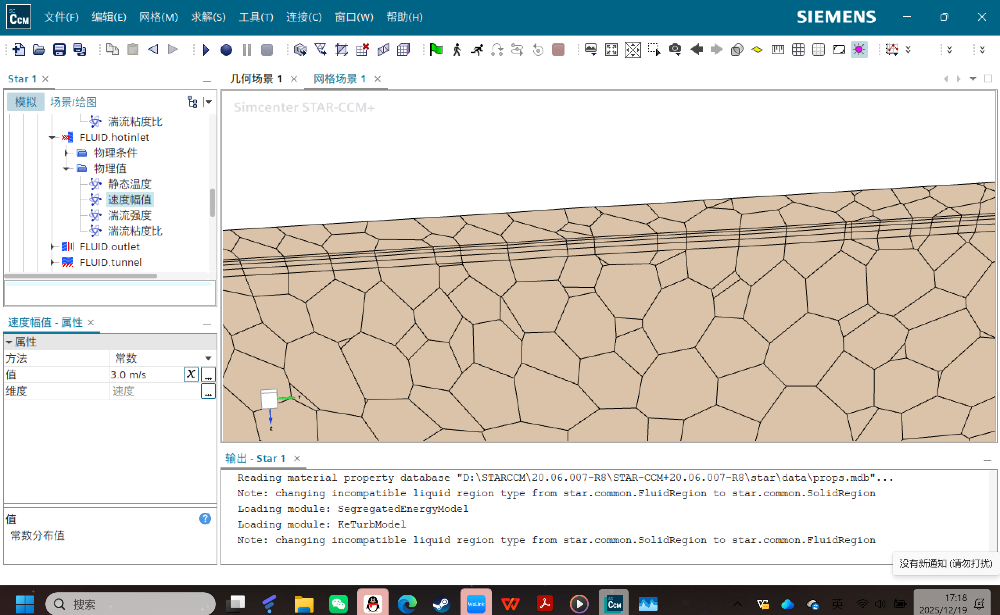 SC
CCM
文件(F) 编辑(E) 网格(M) 求解(S) 工具(T) 连接(C) 窗口(W) 帮助(H)
SIEMENS
Star 1
模拟 场景/绘图
湍流粘度比
FLUID.hotinlet
物理条件
物理值
静态温度
速度幅值
湍流强度
湍流粘度比
FLUID.outlet
FLUID.tunnel
速度幅值 - 属性
属性
方法 常数
值 3.0 m/s
维度 速度
值
常数分布值
几何场景 1 网格场景 1
Simcenter STAR-CCM+
Y
Z
输出 - Star 1
Reading material property database "D:\STARCCM\20.06.007-R8\STAR-CCM+20.06.007-R8\star\data\props.mdb"...
Note: changing incompatible liquid region type from star.common.FluidRegion to star.common.SolidRegion
Loading module: SegregatedEnergyModel
Loading module: KeTurbModel
Note: changing incompatible liquid region type from star.common.SolidRegion to star.common.FluidRegion
没有新通知 (请勿打扰)
搜索
WeLink
SC
CCM
英
17:18
2025/12/19